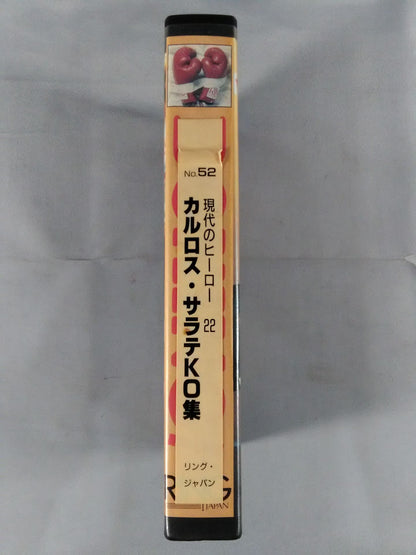 No.52
現代のヒーロー 22
カルロス・サラテKO集
リング・
ジャパン
R G
JAPAN